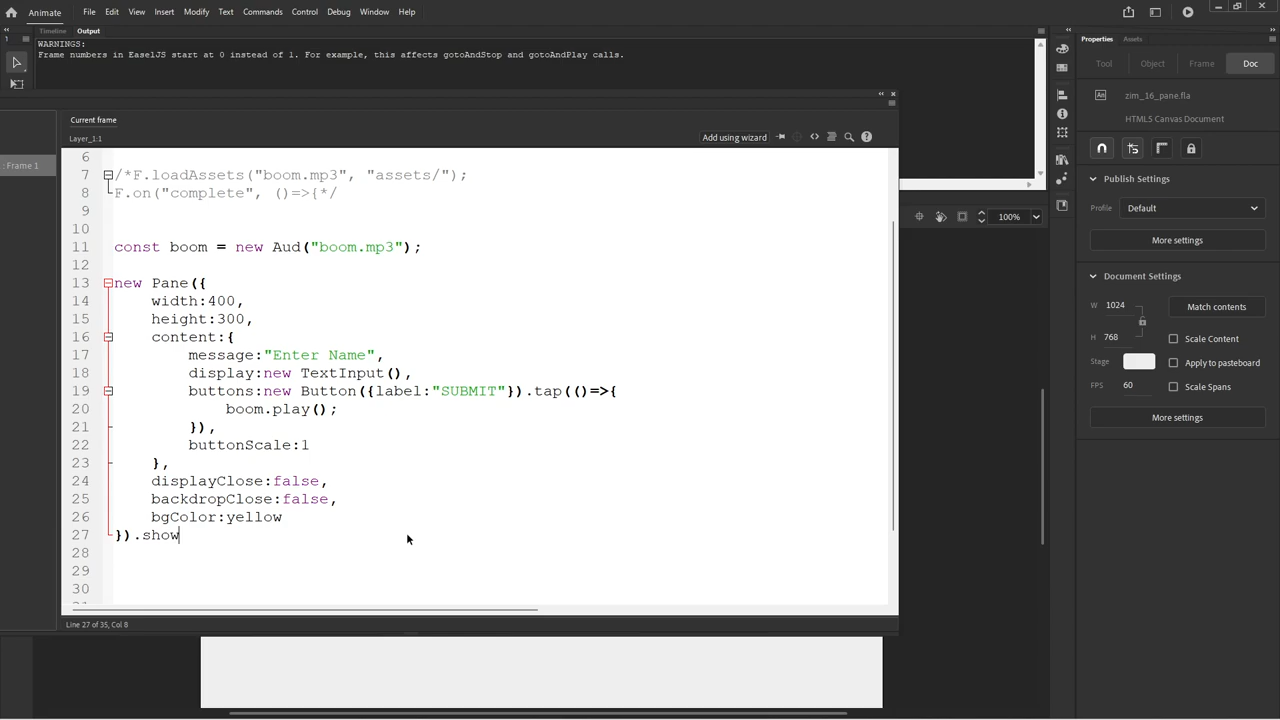 Animate File Edit View Insert Modify Text Commands Control Debug Window Help
Timeline Output
WARNINGS:
Frame numbers in EaselJS start at 0 instead of 1. For example, this affects gotoAndStop and gotoAndPlay calls.
Current frame
Layer_1:1
Add using wizard
: Frame 1
6
7 /*F.loadAssets("boom.mp3", "assets/");
8 F.on("complete", ()=>{*/
9
10
11 const boom = new Aud("boom.mp3");
12
13 new Pane({
14 width:400,
15 height:300,
16 content:{
17 message:"Enter Name",
18 display:new TextInput(),
19 buttons:new Button({label:"SUBMIT"}).tap(()=>{
20 boom.play();
21 }),
22 buttonScale:1
23 },
24 displayClose:false,
25 backdropClose:false,
26 bgColor:yellow
27 }).show
28
29
30
31
Line 27 of 35, Col 8
100%
Properties Assets
Tool Object Frame Doc
zim_16_pane.fla
HTML5 Canvas Document
Publish Settings
Profile Default
More settings
Document Settings
W 1024 Match contents
H 768 Scale Content
Stage Apply to pasteboard
FPS 60 Scale Spans
More settings